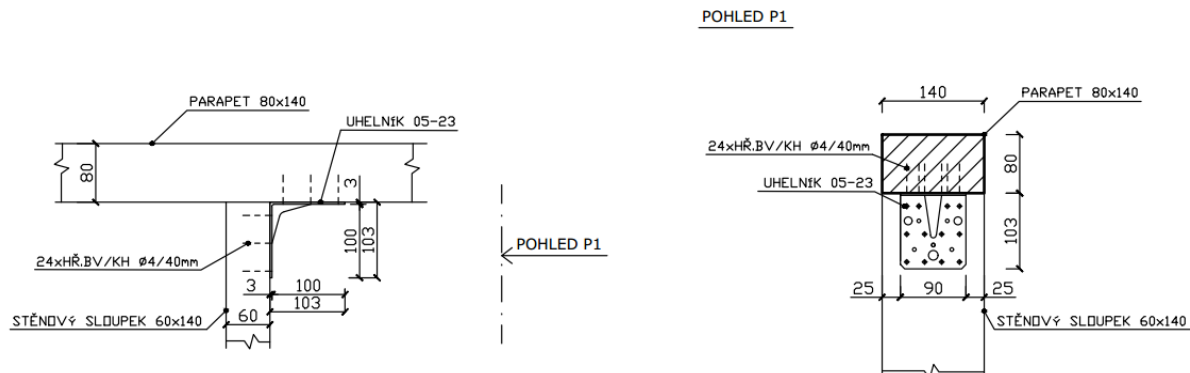 POHLED P1
PARAPET 80x140
UHELNÍK 05-23
80
3
100
103
24xHŘ.BV/KH Ø4/40mm
3
100
103
60
STĚNOVÝ SLOUPEK 60x140
POHLED P1
140
PARAPET 80x140
24xHŘ.BV/KH Ø4/40mm
80
UHELNÍK 05-23
103
25
90
25
STĚNOVÝ SLOUPEK 60x140